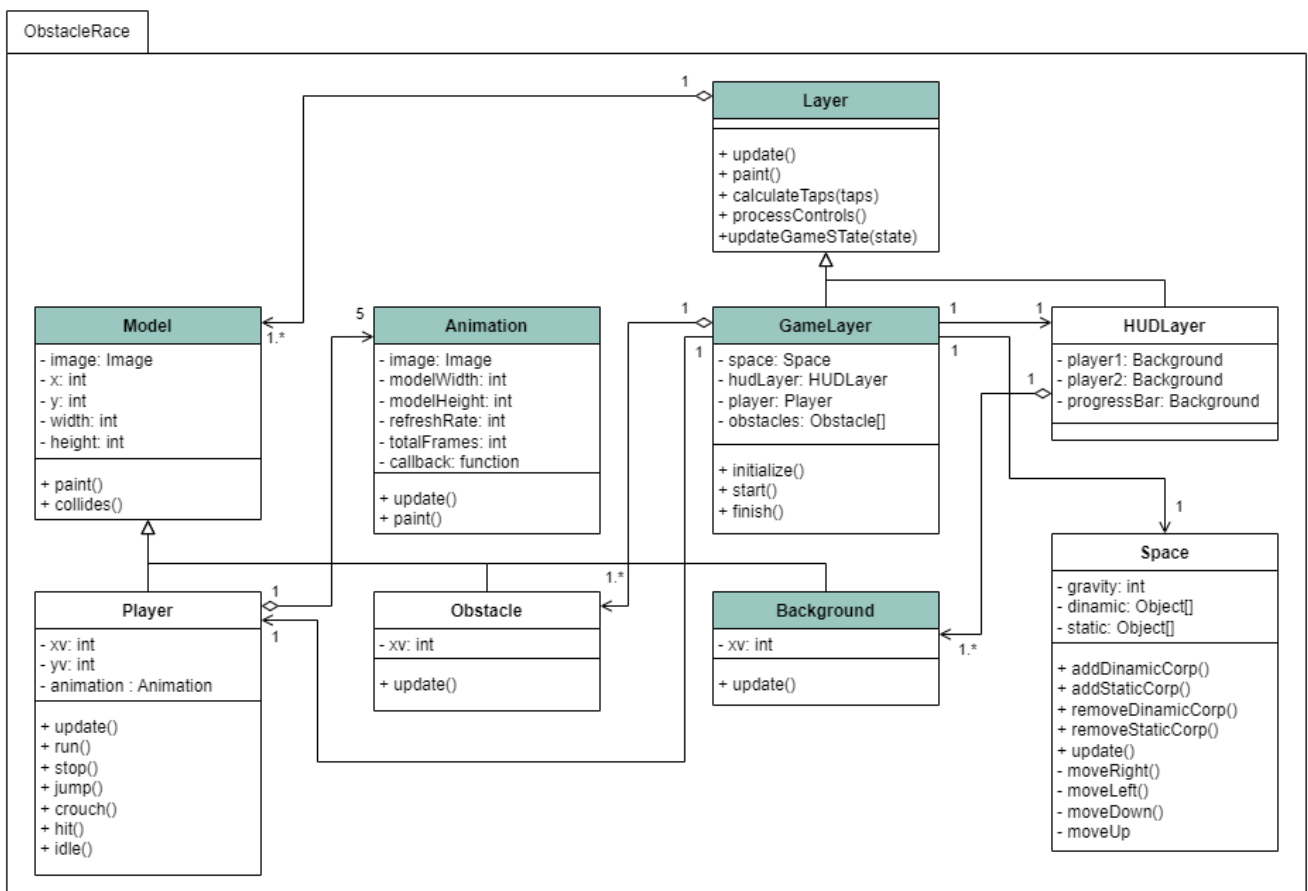 ObstacleRace
1
Layer
+ update()
+ paint()
+ calculateTaps(taps)
+ processControls()
+updateGameSTate(state)
1.*
Model
- image: Image
- x: int
- y: int
- width: int
- height: int
+ paint()
+ collides()
5
Animation
- image: Image
- modelWidth: int
- modelHeight: int
- refreshRate: int
- totalFrames: int
- callback: function
+ update()
+ paint()
1
1
GameLayer
- space: Space
- hudLayer: HUDLayer
- player: Player
- obstacles: Obstacle[]
+ initialize()
+ start()
+ finish()
1
1
1
1
HUDLayer
- player1: Background
- player2: Background
- progressBar: Background
1
Space
- gravity: int
- dinamic: Object[]
- static: Object[]
+ addDinamicCorp()
+ addStaticCorp()
+ removeDinamicCorp()
+ removeStaticCorp()
+ update()
- moveRight()
- moveLeft()
- moveDown()
- moveUp
1
1
Player
- xv: int
- yv: int
- animation : Animation
+ update()
+ run()
+ stop()
+ jump()
+ crouch()
+ hit()
+ idle()
1.*
Obstacle
- xv: int
+ update()
1.*
Background
- xv: int
+ update()